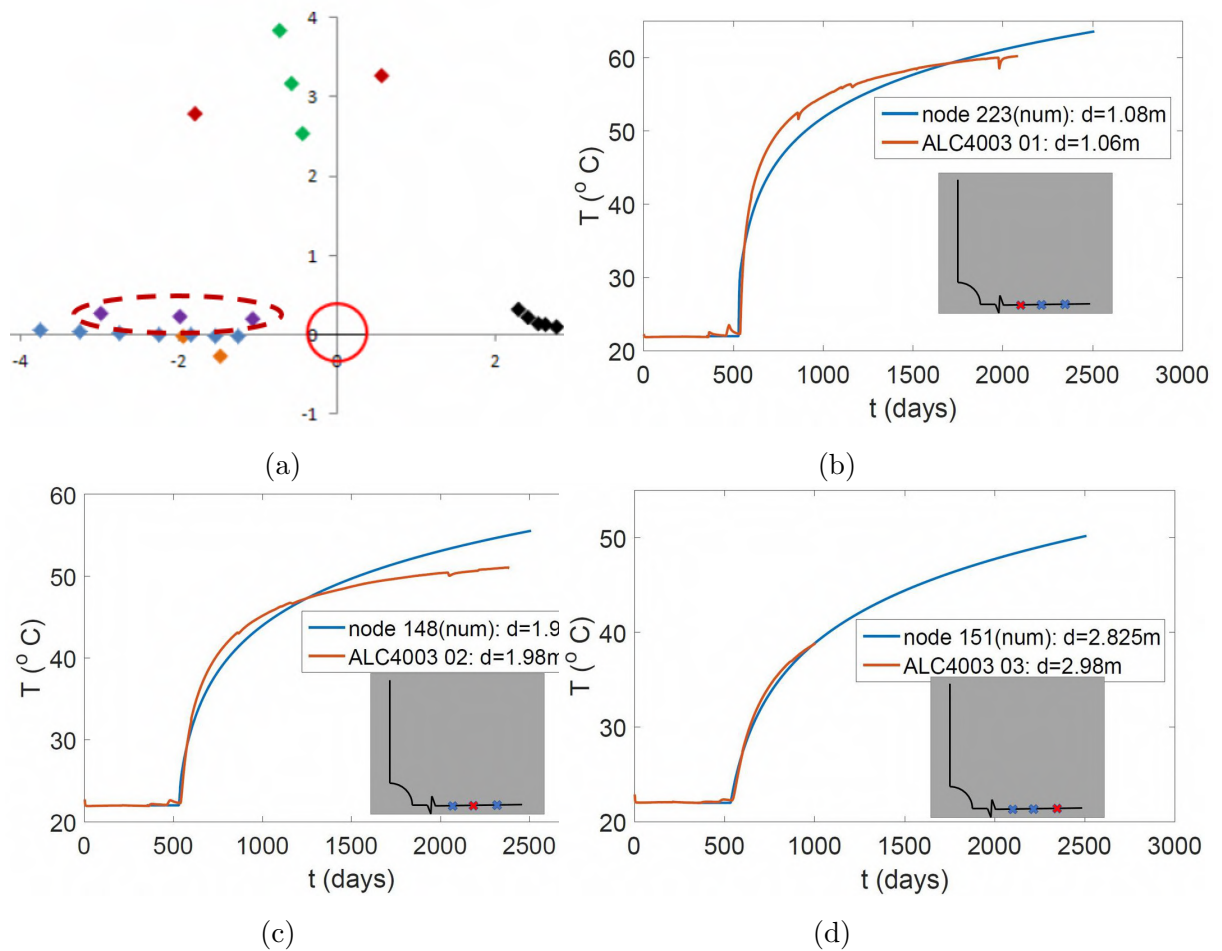 4
3
2
1
0
-1
-4
-2
0
2
(a)
60
50
40
30
20
T (° C)
0
500
1000
1500
2000
2500
3000
t (days)
node 223(num): d=1.08m
ALC4003 01: d=1.06m
(b)
60
50
40
30
20
T (° C)
0
500
1000
1500
2000
2500
t (days)
node 148(num): d=1.9
ALC4003 02: d=1.98m
(c)
50
40
30
20
T (° C)
0
500
1000
1500
2000
2500
3000
t (days)
node 151(num): d=2.825m
ALC4003 03: d=2.98m
(d)